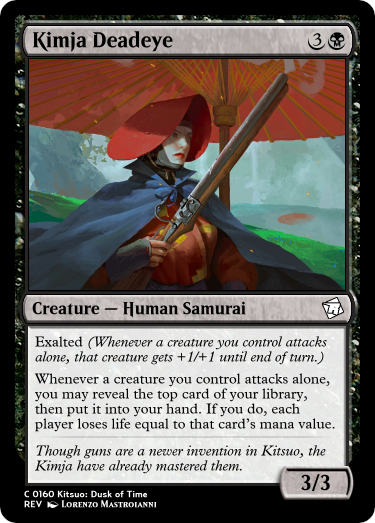 Kimja Deadeye 3
Creature — Human Samurai
Exalted (Whenever a creature you control attacks
alone, that creature gets +1/+1 until end of turn.)
Whenever a creature you control attacks alone,
you may reveal the top card of your library,
then put it into your hand. If you do, each
player loses life equal to that card's mana value.
Though guns are a newer invention in Kitsuo, the
Kimja have already mastered them.
3/3
C 0160 Kitsuo: Dusk of Time
REV Lorenzo Mastroianni